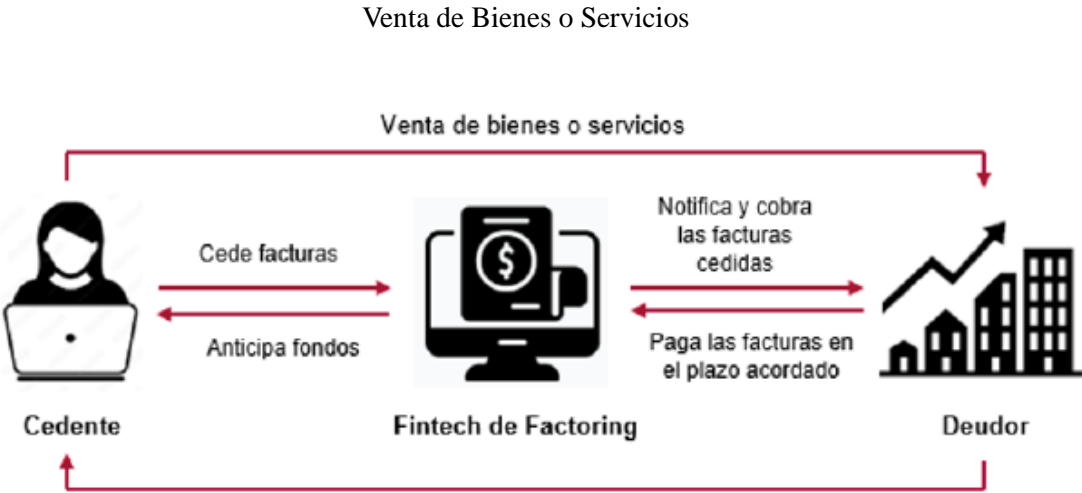 Venta de Bienes o Servicios
Venta de bienes o servicios
Notifica y cobra
las facturas
cedidas
Cede facturas
$
Anticipa fondos
Paga las facturas en
el plazo acordado
Cedente
Fintech de Factoring
Deudor